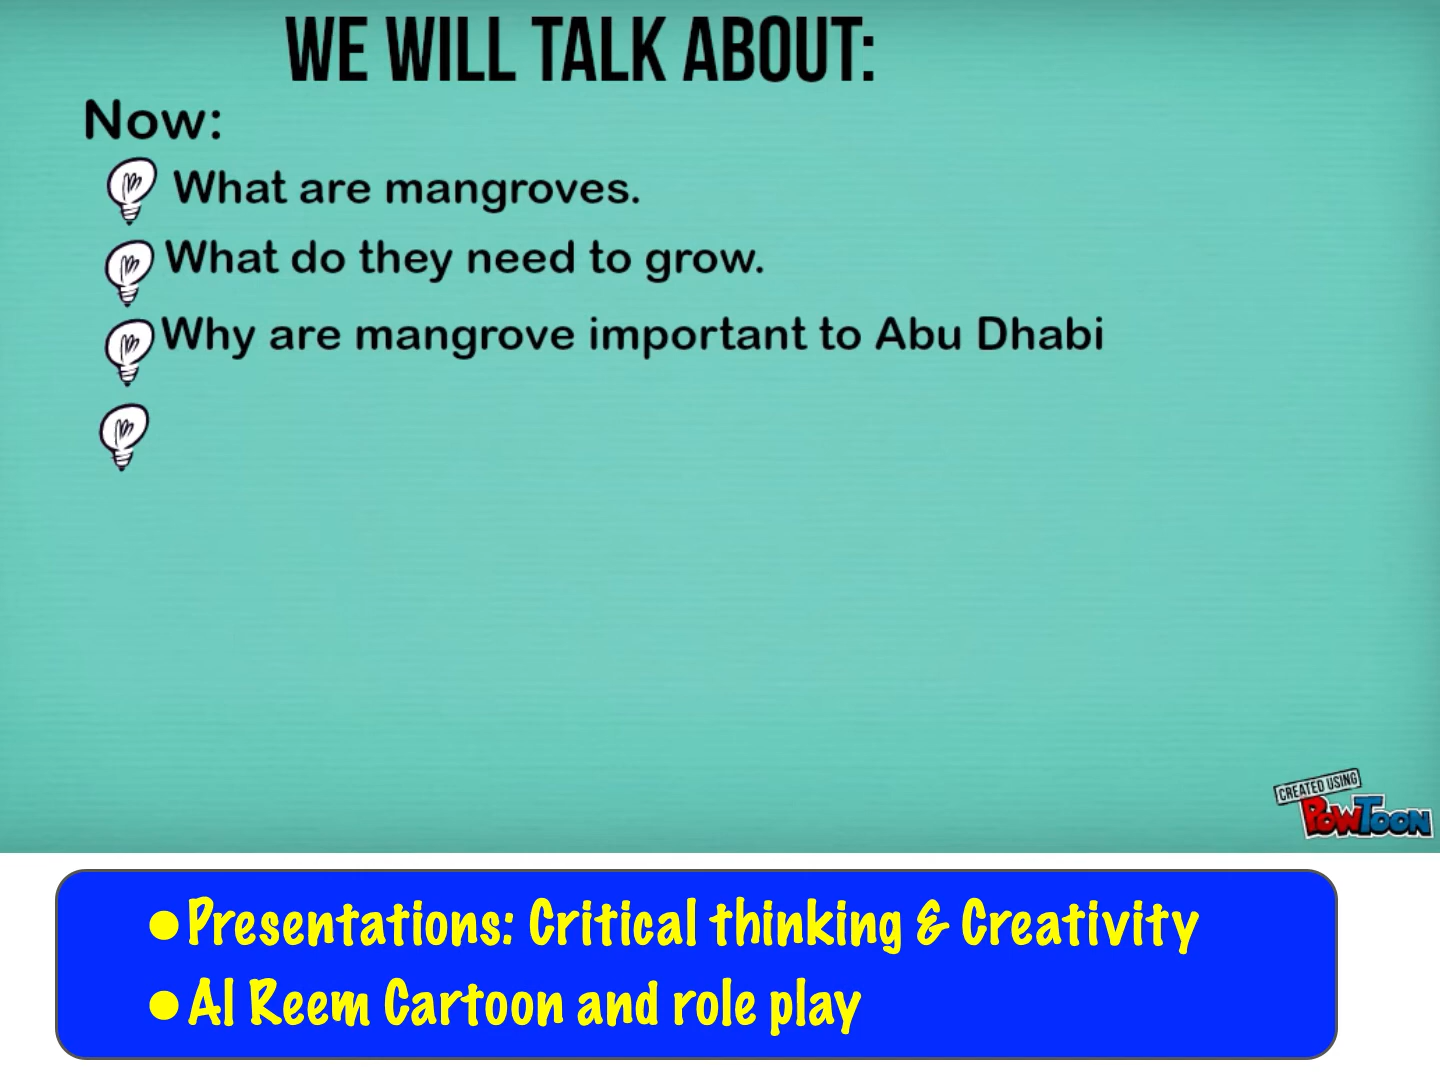 WE WILL TALK ABOUT:
Now:
What are mangroves.
What do they need to grow.
Why are mangrove important to Abu Dhabi
CREATED USING
POWTOON
•Presentations: Critical thinking & Creativity
•Al Reem Cartoon and role play